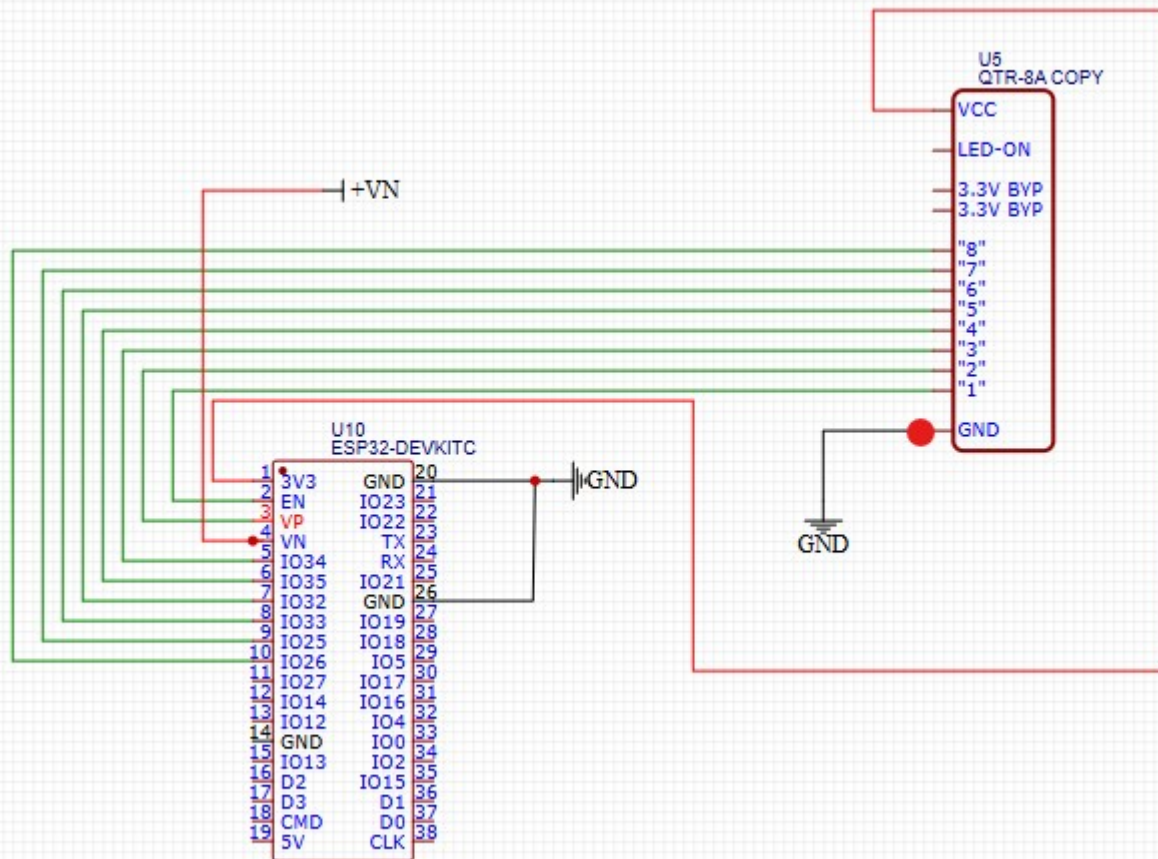 U5
QTR-8A COPY
VCC
LED-ON
3.3V BYP
3.3V BYP
"8"
"7"
"6"
"5"
"4"
"3"
"2"
"1"
GND
GND
+VN
U10
ESP32-DEVKITC
1 3V3 GND 20
2 EN IO23 21
3 VP IO22 22
4 VN TX 23
5 IO34 RX 24
6 IO35 IO21 25
7 IO32 GND 26
8 IO33 IO19 27
9 IO25 IO18 28
10 IO26 IO5 29
11 IO27 IO17 30
12 IO14 IO16 31
13 IO12 IO4 32
14 GND IO0 33
15 IO13 IO2 34
16 D2 IO15 35
17 D3 D1 36
18 CMD D0 37
19 5V CLK 38
GND